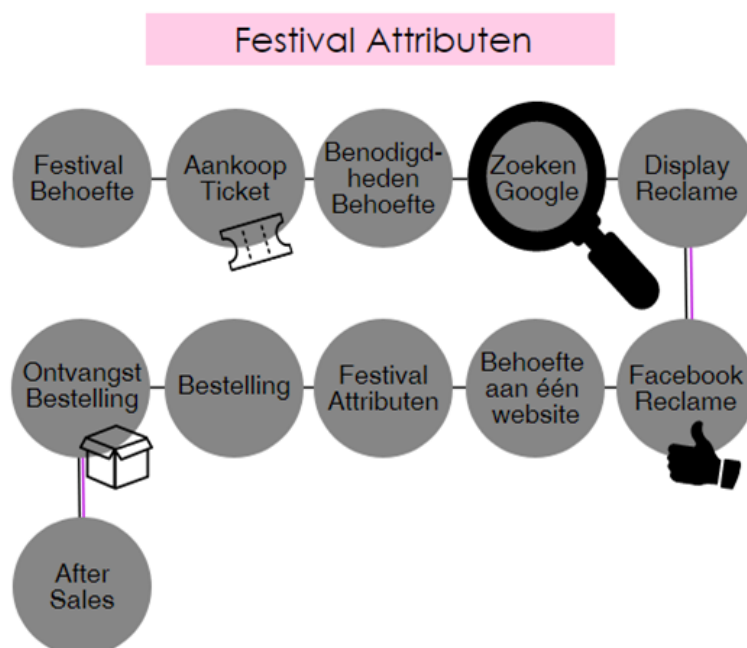 Festival Attributen
Festival
Behoefte
Aankoop
Ticket
Benodigd-
heden
Behoefte
Zoeken
Google
Display
Reclame
Facebook
Reclame
Behoefte
aan één
website
Festival
Attributen
Bestelling
Ontvangst
Bestelling
After
Sales